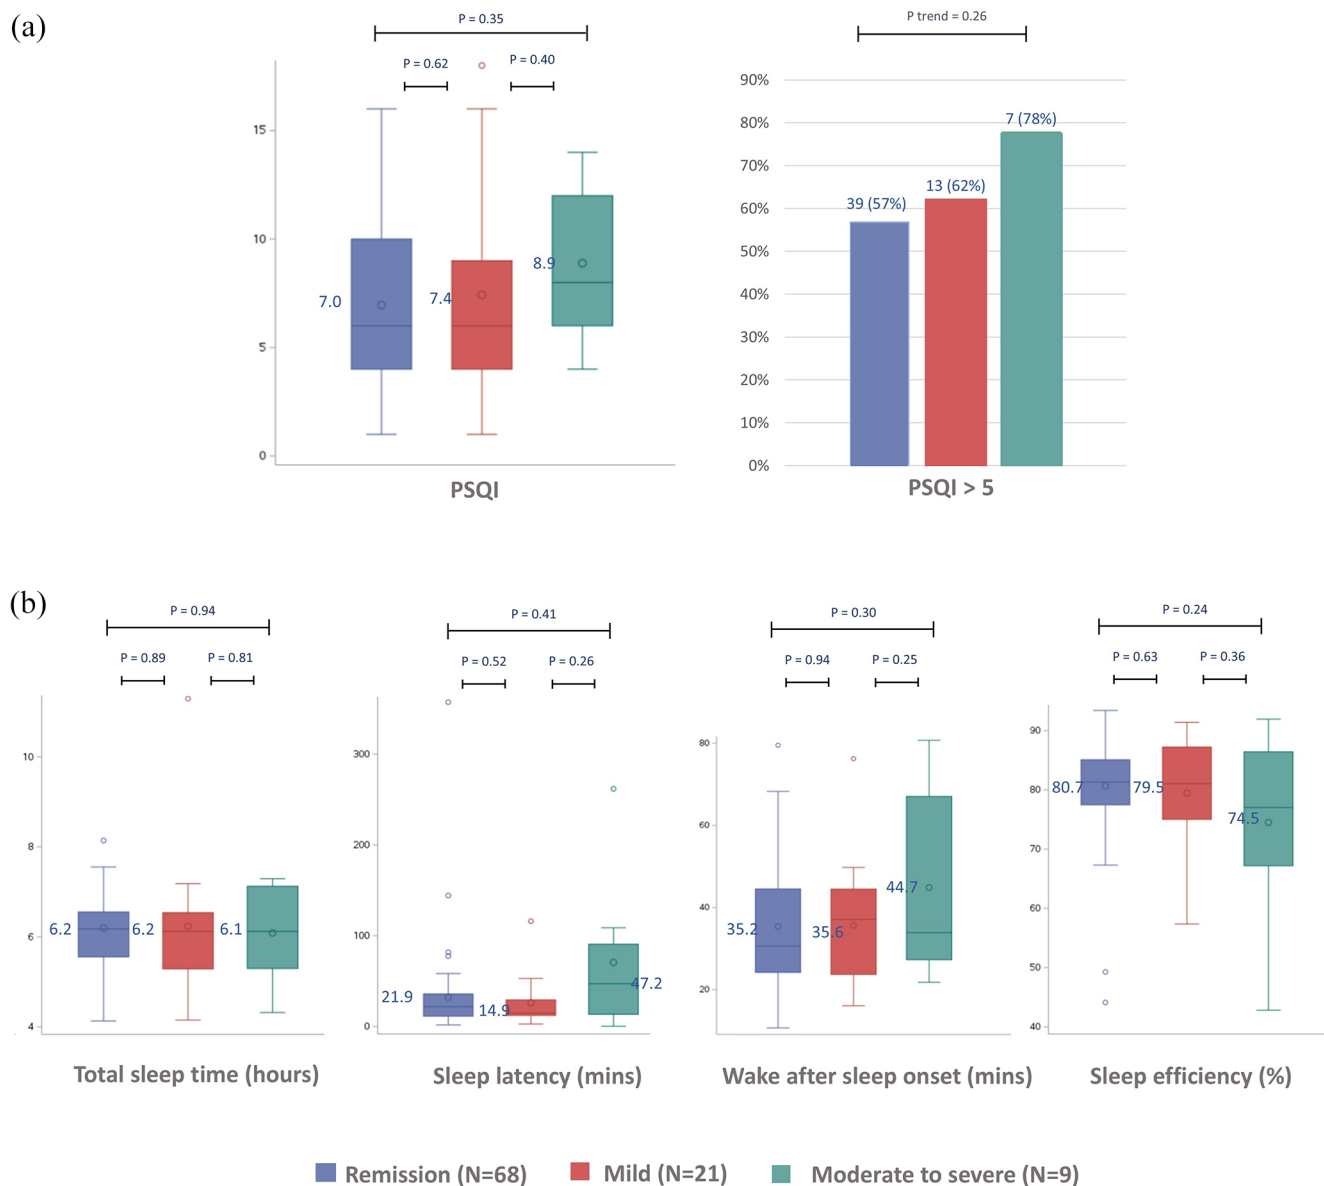 (a)
P = 0.35
P = 0.62
P = 0.40
15
10
5
0
7.0
7.4
8.9
PSQI
P trend = 0.26
90%
80%
70%
60%
50%
40%
30%
20%
10%
0%
39 (57%)
13 (62%)
7 (78%)
PSQI > 5
(b)
P = 0.94
P = 0.89
P = 0.81
10
8
6
4
6.2
6.2
6.1
Total sleep time (hours)
P = 0.41
P = 0.52
P = 0.26
300
200
100
0
21.9
14.9
47.2
Sleep latency (mins)
P = 0.30
P = 0.94
P = 0.25
80
60
40
20
35.2
35.6
44.7
Wake after sleep onset (mins)
P = 0.24
P = 0.63
P = 0.36
90
80
70
60
50
40
80.7
79.5
74.5
Sleep efficiency (%)
Remission (N=68)
Mild (N=21)
Moderate to severe (N=9)